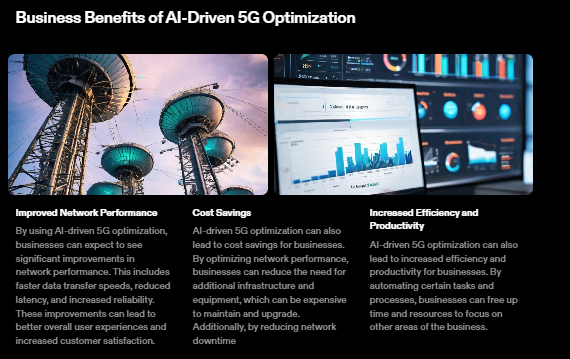 Business Benefits of AI-Driven 5G Optimization
Improved Network Performance
By using AI-driven 5G optimization,
businesses can expect to see
significant improvements in
network performance. This includes
faster data transfer speeds, reduced
latency, and increased reliability.
These improvements can lead to
better overall user experiences and
increased customer satisfaction.
Cost Savings
AI-driven 5G optimization can also
lead to cost savings for businesses.
By optimizing network performance,
businesses can reduce the need for
additional infrastructure and
equipment, which can be expensive
to maintain and upgrade.
Additionally, by reducing network
downtime
Increased Efficiency and
Productivity
AI-driven 5G optimization can also
lead to increased efficiency and
productivity for businesses. By
automating certain tasks and
processes, businesses can free up
time and resources to focus on
other areas of the business.